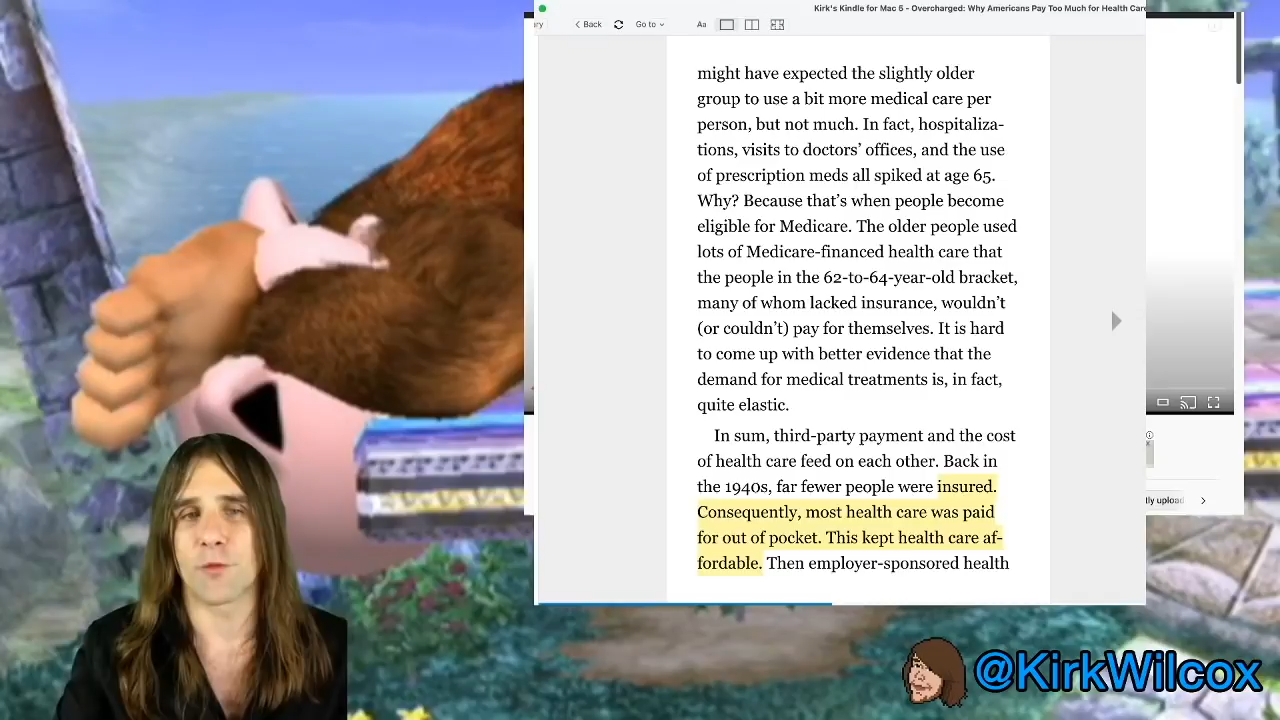 Kirk's Kindle for Mac 6 - Overcharged: Why Americans Pay Too Much for Health Care
Back
Go to
Aa
might have expected the slightly older
group to use a bit more medical care per
person, but not much. In fact, hospitaliza-
tions, visits to doctors’ offices, and the use
of prescription meds all spiked at age 65.
Why? Because that’s when people become
eligible for Medicare. The older people used
lots of Medicare-financed health care that
the people in the 62-to-64-year-old bracket,
many of whom lacked insurance, wouldn’t
(or couldn’t) pay for themselves. It is hard
to come up with better evidence that the
demand for medical treatments is, in fact,
quite elastic.
In sum, third-party payment and the cost
of health care feed on each other. Back in
the 1940s, far fewer people were insured.
Consequently, most health care was paid
for out of pocket. This kept health care af-
fordable. Then employer-sponsored health
@KirkWilcox